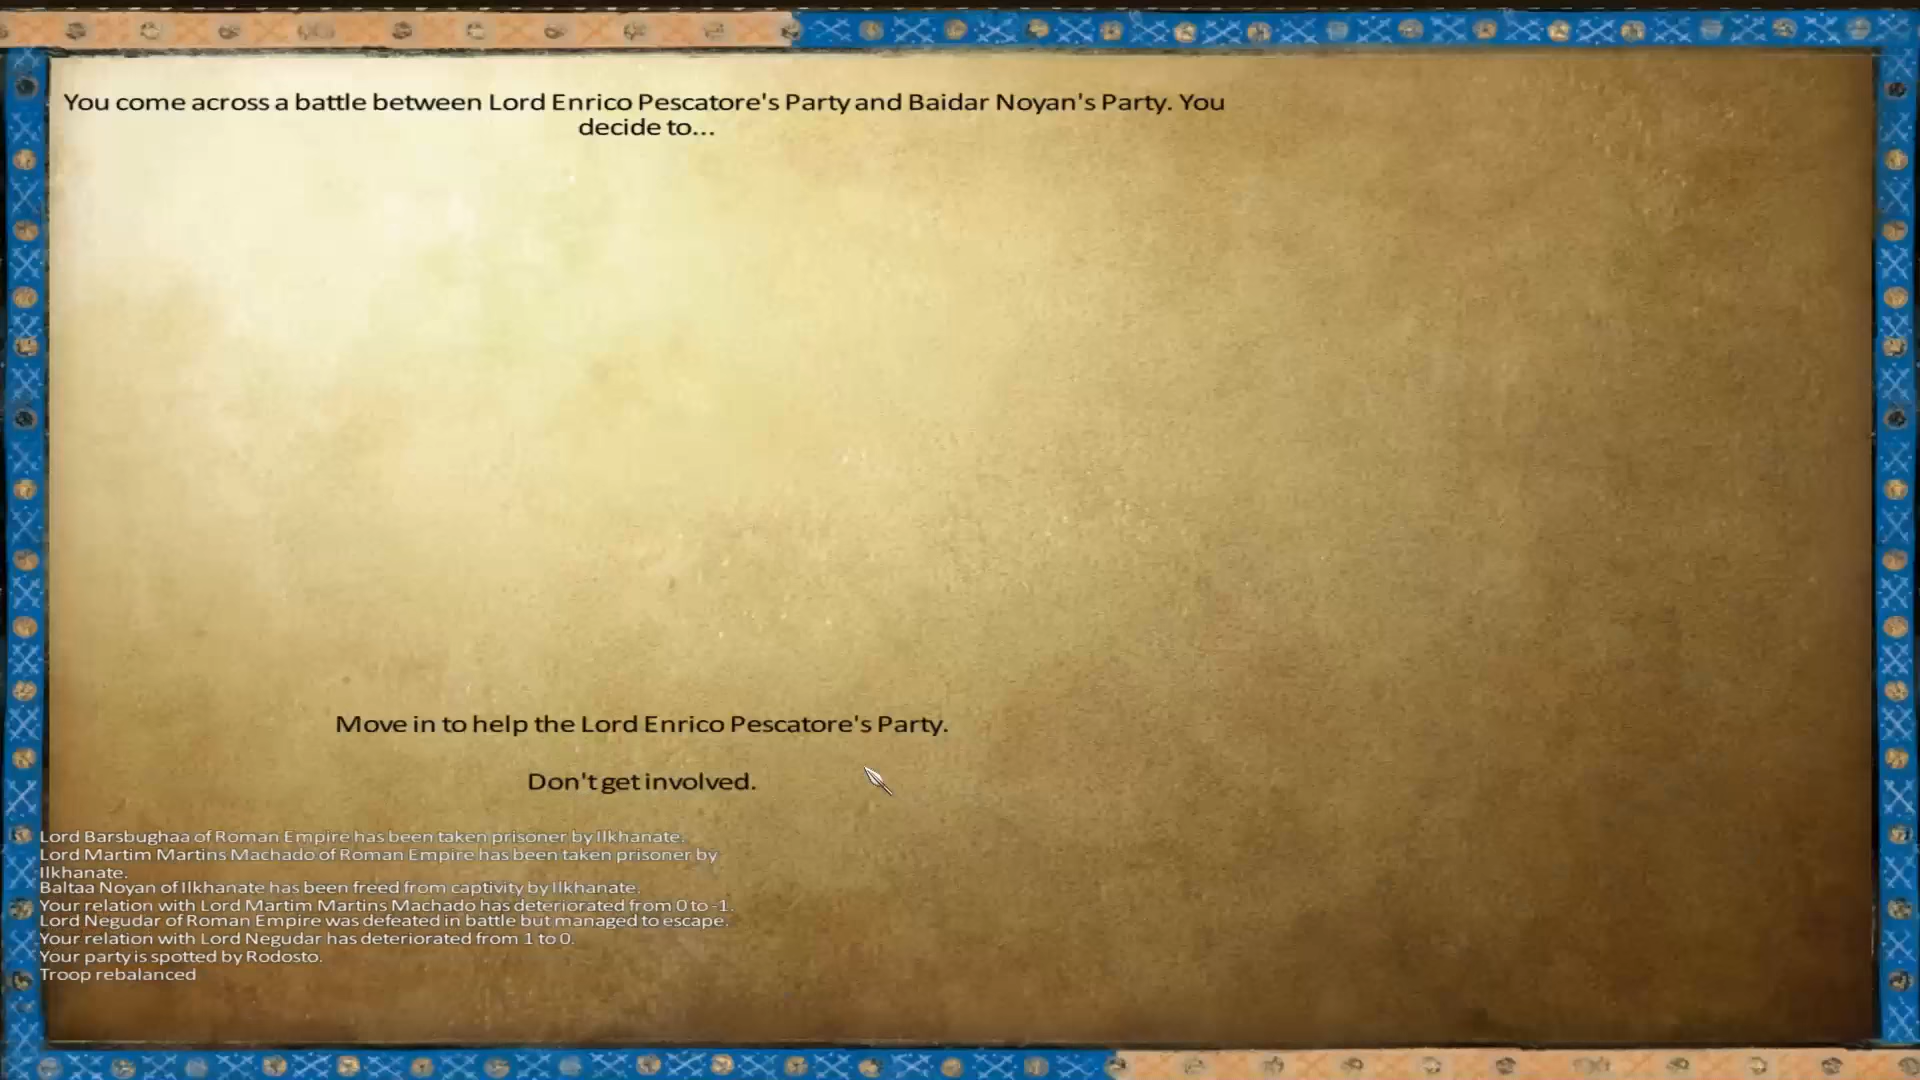 You come across a battle between Lord Enrico Pescatore's Party and Baidar Noyan's Party. You
decide to...
Move in to help the Lord Enrico Pescatore's Party.
Don't get involved.
Lord Barsbughaa of Roman Empire has been taken prisoner by Ilkhanate.
Lord Martim Martins Machado of Roman Empire has been taken prisoner by
Ilkhanate.
Baltaa Noyan of Ilkhanate has been freed from captivity by Ilkhanate.
Your relation with Lord Martim Martins Machado has deteriorated from 0 to -1.
Lord Negudar of Roman Empire was defeated in battle but managed to escape.
Your relation with Lord Negudar has deteriorated from 1 to 0.
Your party is spotted by Rodosto.
Troop rebalanced